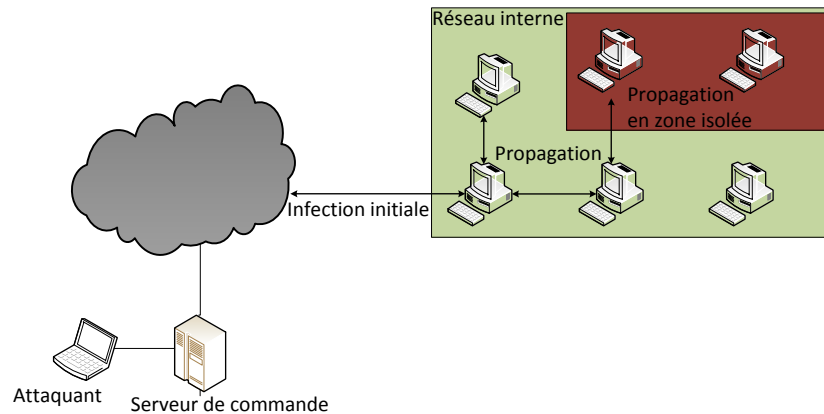 Réseau interne
Propagation
en zone isolée
Propagation
Infection initiale
Attaquant
Serveur de commande